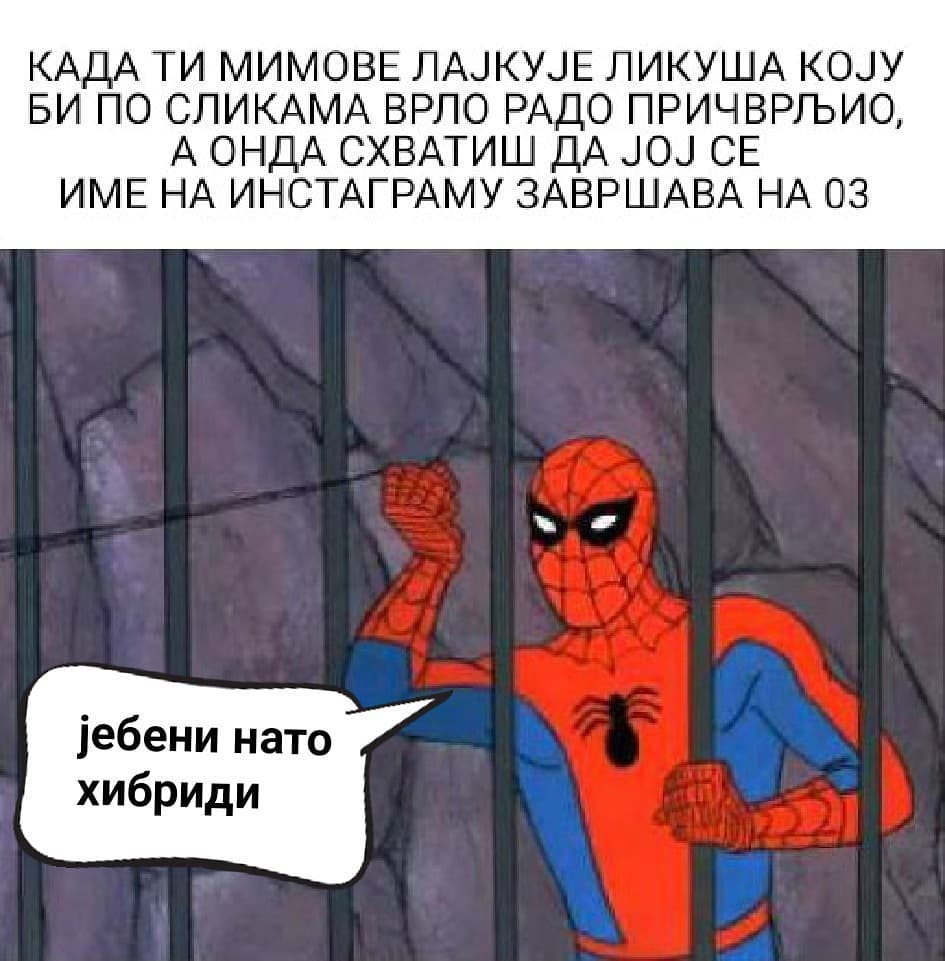 КАДА ТИ МИМОВЕ ЛАЈКУЈЕ ЛИКУША КОЈУ
БИ ПО СЛИКАМА ВРЛО РАДО ПРИЧВРЉИО,
А ОНДА СХВАТИШ ДА ЈОЈ СЕ
ИМЕ НА ИНСТАГРАМУ ЗАВРШАВА НА 03
јебени нато
хибриди